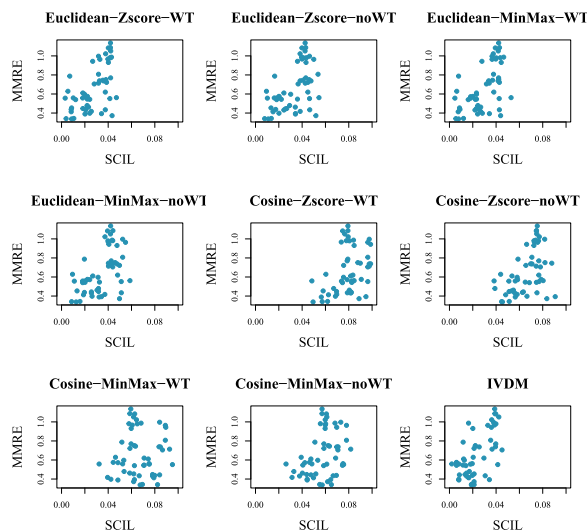 Euclidean−Zscore−WT
Euclidean−Zscore−noWT
Euclidean−MinMax−WT
MMRE
0.4 0.6 0.8 1.0
0.00 0.04 0.08
SCIL
MMRE
0.4 0.6 0.8 1.0
0.00 0.04 0.08
SCIL
MMRE
0.4 0.6 0.8 1.0
0.00 0.04 0.08
SCIL
Euclidean−MinMax−noWT
Cosine−Zscore−WT
Cosine−Zscore−noWT
MMRE
0.4 0.6 0.8 1.0
0.00 0.04 0.08
SCIL
MMRE
0.4 0.6 0.8 1.0
0.00 0.04 0.08
SCIL
MMRE
0.4 0.6 0.8 1.0
0.00 0.04 0.08
SCIL
Cosine−MinMax−WT
Cosine−MinMax−noWT
IVDM
MMRE
0.4 0.6 0.8 1.0
0.00 0.04 0.08
SCIL
MMRE
0.4 0.6 0.8 1.0
0.00 0.04 0.08
SCIL
MMRE
0.4 0.6 0.8 1.0
0.00 0.04 0.08
SCIL